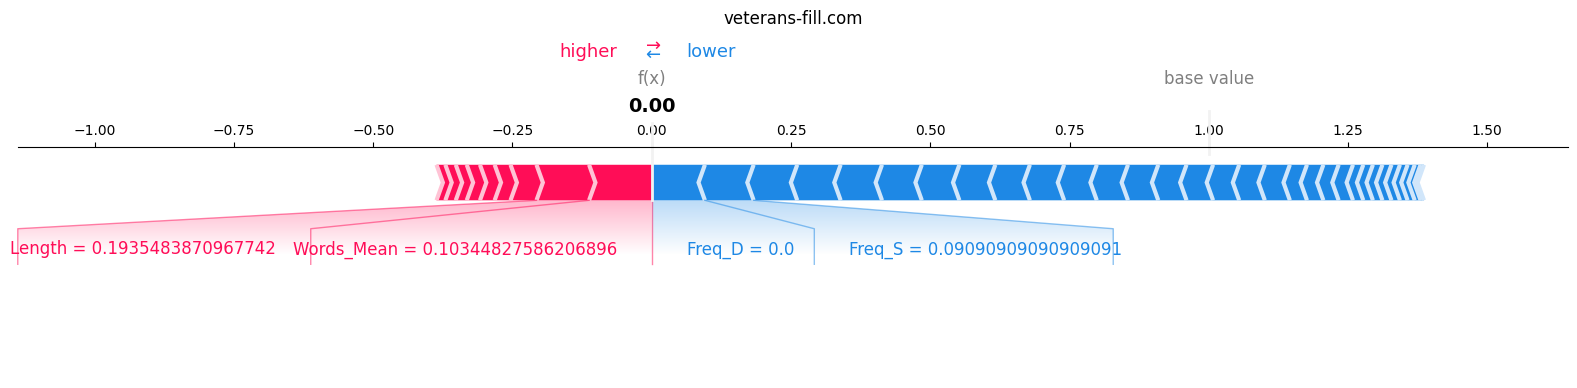 veterans-fill.com
higher ⇄ lower
f(x) base value
0.00
−1.00 −0.75 −0.50 −0.25 0.00 0.25 0.50 0.75 1.00 1.25 1.50
Length = 0.1935483870967742 Words_Mean = 0.10344827586206896 Freq_D = 0.0 Freq_S = 0.09090909090909091